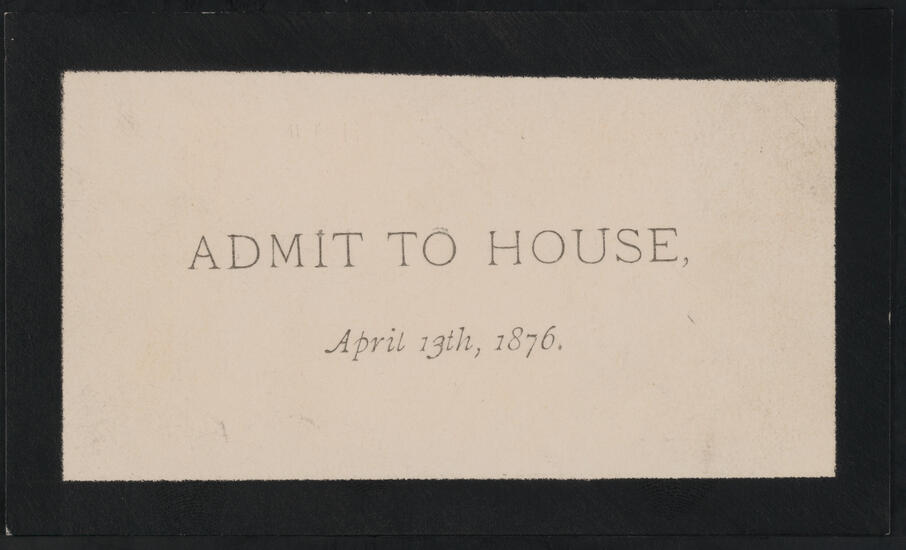 ADMIT TO HOUSE,
April 13th, 1876.